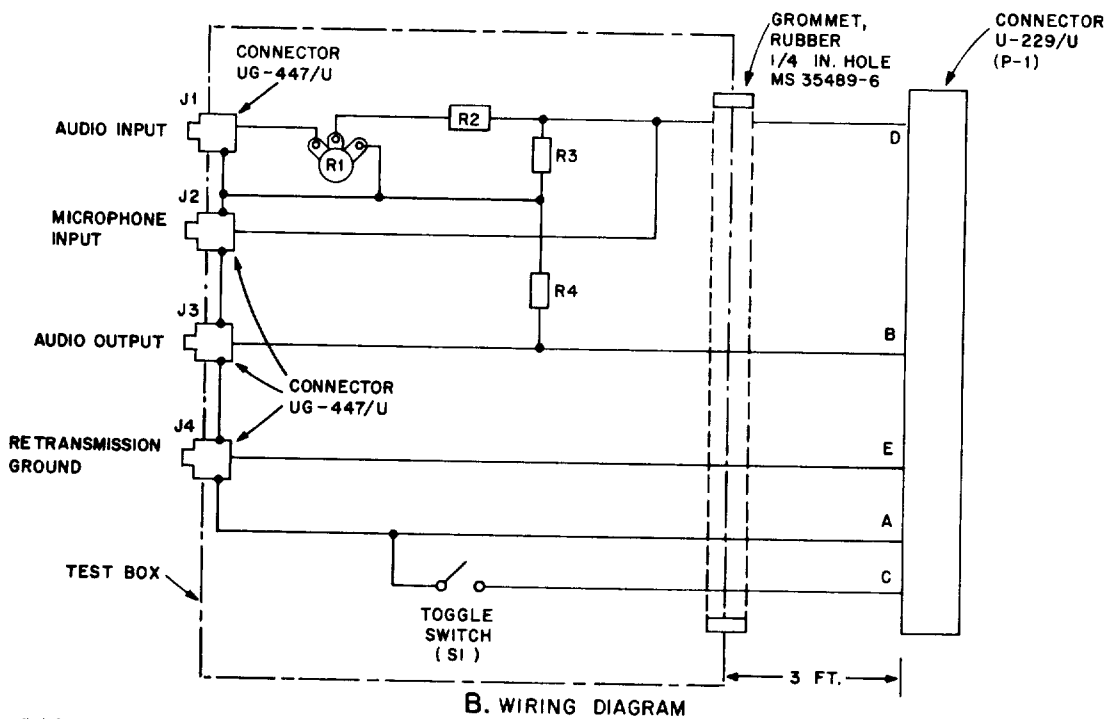 GROMMET,
RUBBER
1/4 IN. HOLE
MS 35489-6
CONNECTOR
U-229/U
(P-1)
CONNECTOR
UG-447/U
J1
AUDIO INPUT
R1
R2
R3
D
J2
MICROPHONE
INPUT
R4
J3
AUDIO OUTPUT
B
CONNECTOR
UG-447/U
J4
RETRANSMISSION
GROUND
E
A
TEST BOX
C
TOGGLE
SWITCH
(S1)
3 FT.
B. WIRING DIAGRAM